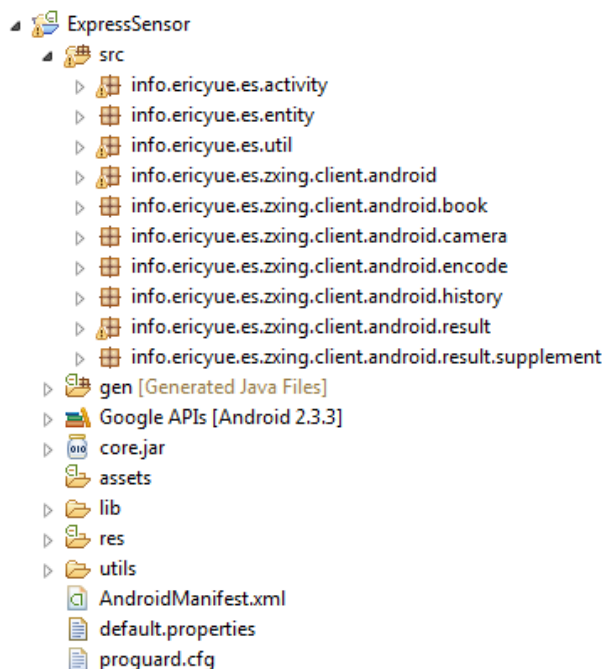 ExpressSensor
src
info.ericyue.es.activity
info.ericyue.es.entity
info.ericyue.es.util
info.ericyue.es.zxing.client.android
info.ericyue.es.zxing.client.android.book
info.ericyue.es.zxing.client.android.camera
info.ericyue.es.zxing.client.android.encode
info.ericyue.es.zxing.client.android.history
info.ericyue.es.zxing.client.android.result
info.ericyue.es.zxing.client.android.result.supplement
gen [Generated Java Files]
Google APIs [Android 2.3.3]
core.jar
assets
lib
res
utils
AndroidManifest.xml
default.properties
proguard.cfg